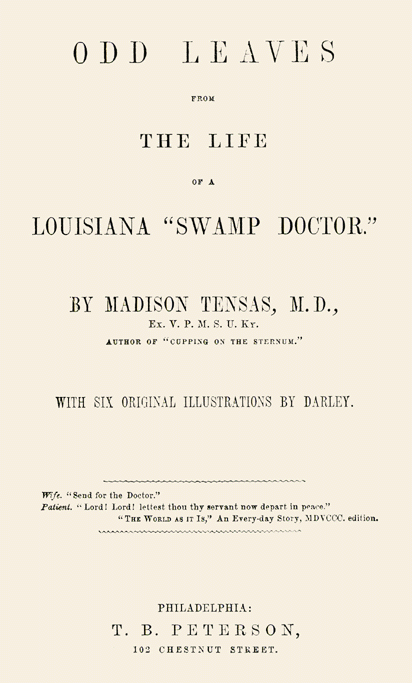 ODD LEAVES
FROM
THE LIFE
OF A
LOUISIANA “SWAMP DOCTOR.”
BY MADISON TENSAS, M.D.,
Ex. V. P. M. S. U. Ky.
AUTHOR OF “CUPPING ON THE STERNUM.”
WITH SIX ORIGINAL ILLUSTRATIONS BY DARLEY.
Wife. “Send for the Doctor.”
Patient. “Lord! Lord! lettest thou thy servant now depart in peace.”
“The World as it Is,” An Every-day Story, MDVCCC. edition.
PHILADELPHIA:
T. B. PETERSON,
102 CHESTNUT STREET.